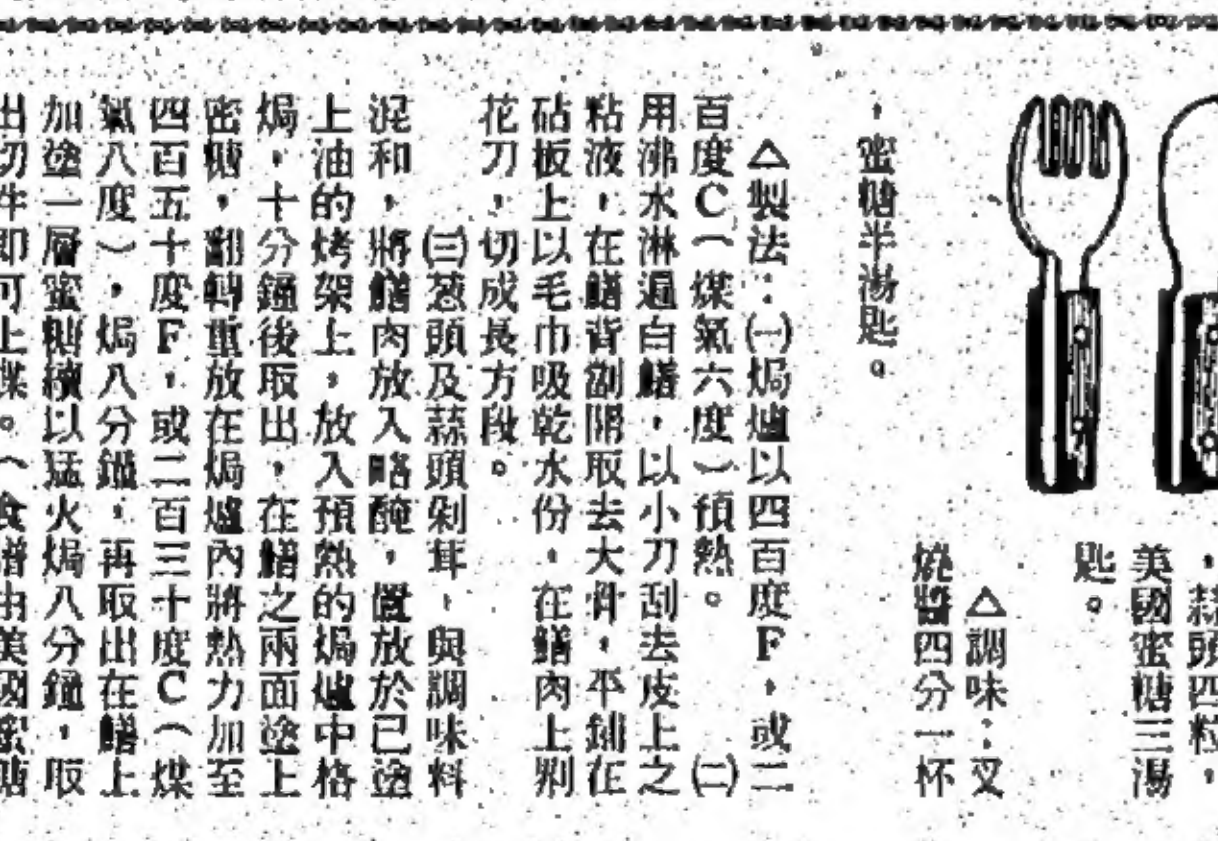 ，蒜頭四粒，
美國蜜糖三湯
匙。
△調味：叉
燒醬四分一杯
，蜜糖半湯匙。
△製法：㈠焗爐以四百度F，或二
百度C（煤氣六度）預熱。　㈡
用沸水淋過白鱔，以小刀刮去皮上之
粘液，在鱔背劏開取去大骨，平鋪在
砧板上以毛巾吸乾水份，在鱔肉上𠝹
花刀，切成長方段。
㈢葱頭及蒜頭剁茸，與調味料
混和，將鱔肉放入略醃，置放於已塗
上油的烤架上，放入預熱的焗爐中格
焗，十分鐘後取出，在鱔之兩面塗上
密糖，翻轉重放在焗爐內將熱力加至
四百五十度F，或二百三十度C（煤
氣八度），焗八分鐘，再取出在鱔上
加塗一層蜜糖續以猛火焗八分鐘，取
出切件即可上碟。（食譜由美國蜜糖